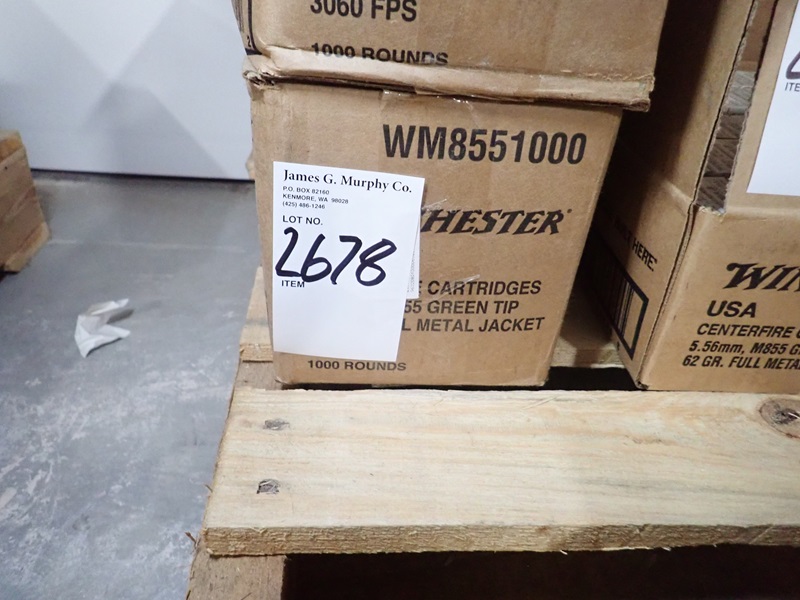 3060 FPS
1000 ROUNDS
WM8551000
James G. Murphy Co.
P.O. BOX 82160
KENMORE, WA 98028
(425) 486-1246
LOT NO.
2678
ITEM
HESTER
CARTRIDGES
55 GREEN TIP
L METAL JACKET
1000 ROUNDS
HERE
WIN
USA
CENTERFIRE C
5.56mm, M855 G
62 GR. FULL META